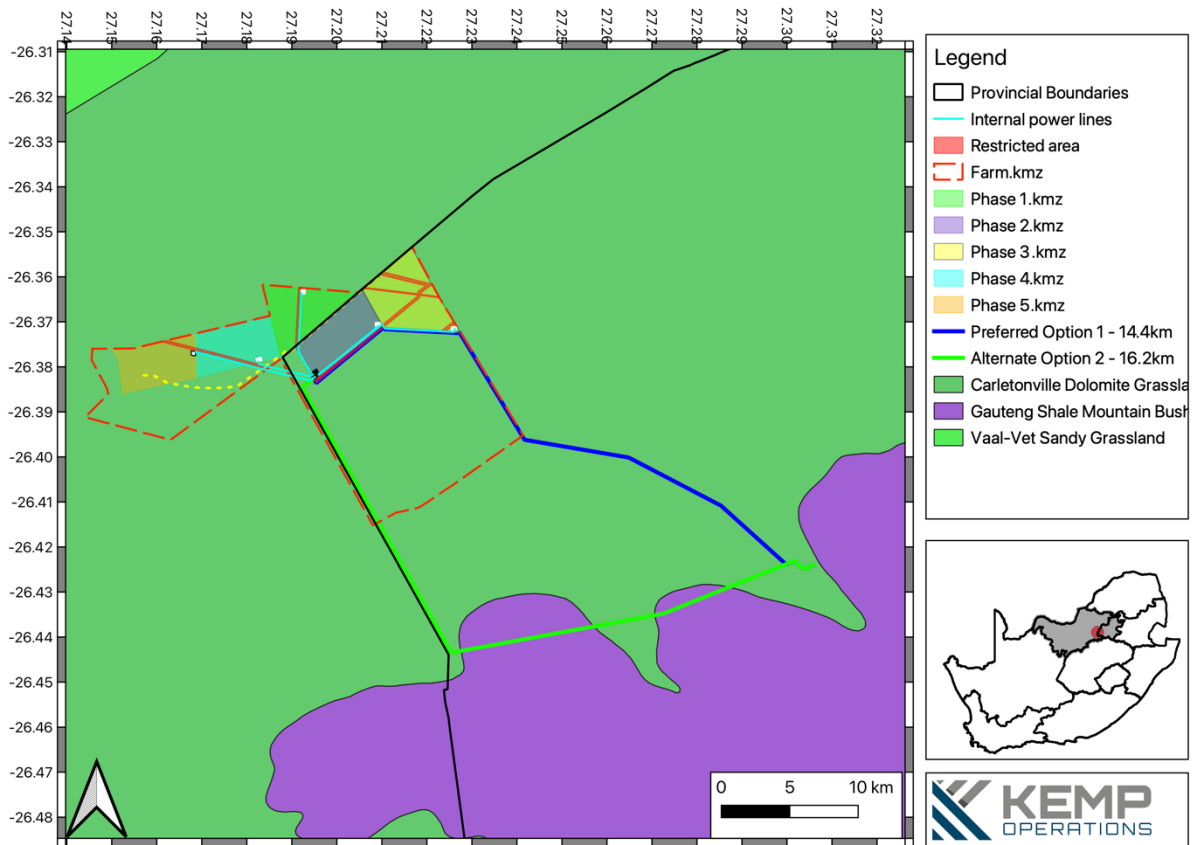 27.14
27.15
27.16
27.17
27.18
27.19
27.20
27.21
27.22
27.23
27.24
27.25
27.26
27.27
27.28
27.29
27.30
27.31
27.32
-26.31
-26.32
-26.33
-26.34
-26.35
-26.36
-26.37
-26.38
-26.39
-26.40
-26.41
-26.42
-26.43
-26.44
-26.45
-26.46
-26.47
-26.48
0 5 10 km
Legend
Provincial Boundaries
Internal power lines
Restricted area
Farm.kmz
Phase 1.kmz
Phase 2.kmz
Phase 3.kmz
Phase 4.kmz
Phase 5.kmz
Preferred Option 1 - 14.4km
Alternate Option 2 - 16.2km
Carletonville Dolomite Grassla
Gauteng Shale Mountain Bush
Vaal-Vet Sandy Grassland
KEMP
OPERATIONS